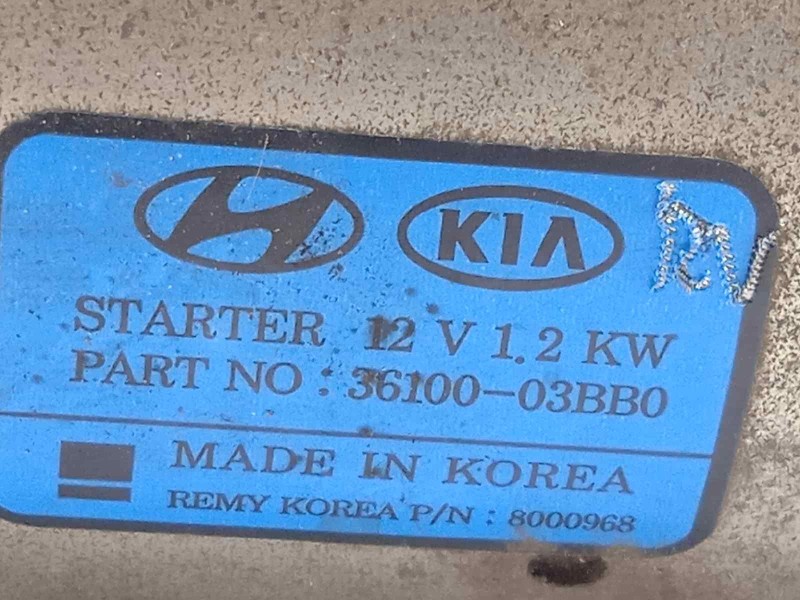 KIA
STARTER 12 V 1.2 KW
PART NO : 36100-03BB0
MADE IN KOREA
REMY KOREA P/N : 8000968